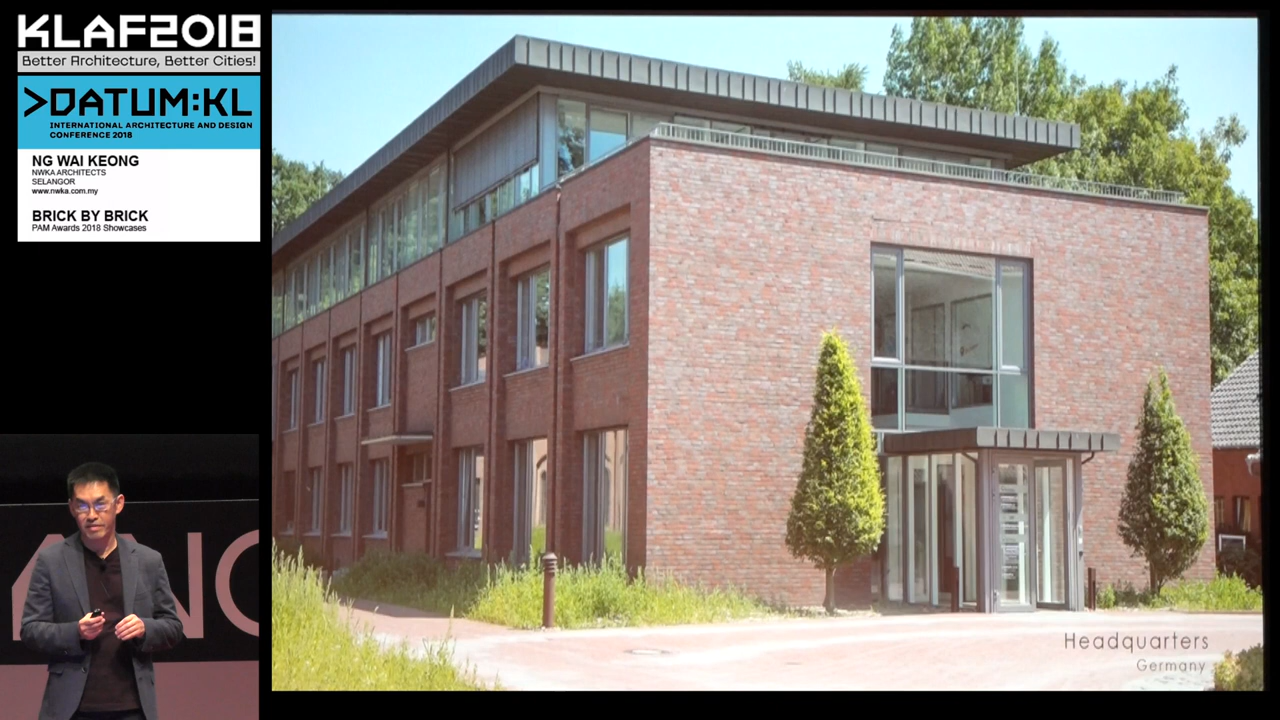 KLAF2018
Better Architecture, Better Cities!
>DATUM:KL
INTERNATIONAL ARCHITECTURE AND DESIGN
CONFERENCE 2018
NG WAI KEONG
NWKA ARCHITECTS
SELANGOR
www.nwka.com.my
BRICK BY BRICK
PAM Awards 2018 Showcases
Headquarters
Germany